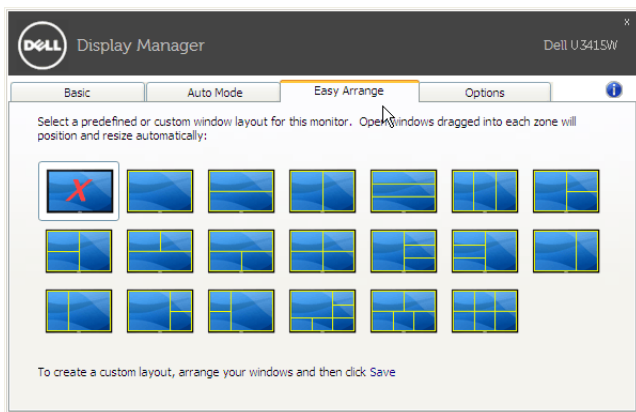 x
DELL Display Manager Dell U3415W
Basic Auto Mode Easy Arrange Options i
Select a predefined or custom window layout for this monitor. Open windows dragged into each zone will
position and resize automatically:
X
To create a custom layout, arrange your windows and then click Save